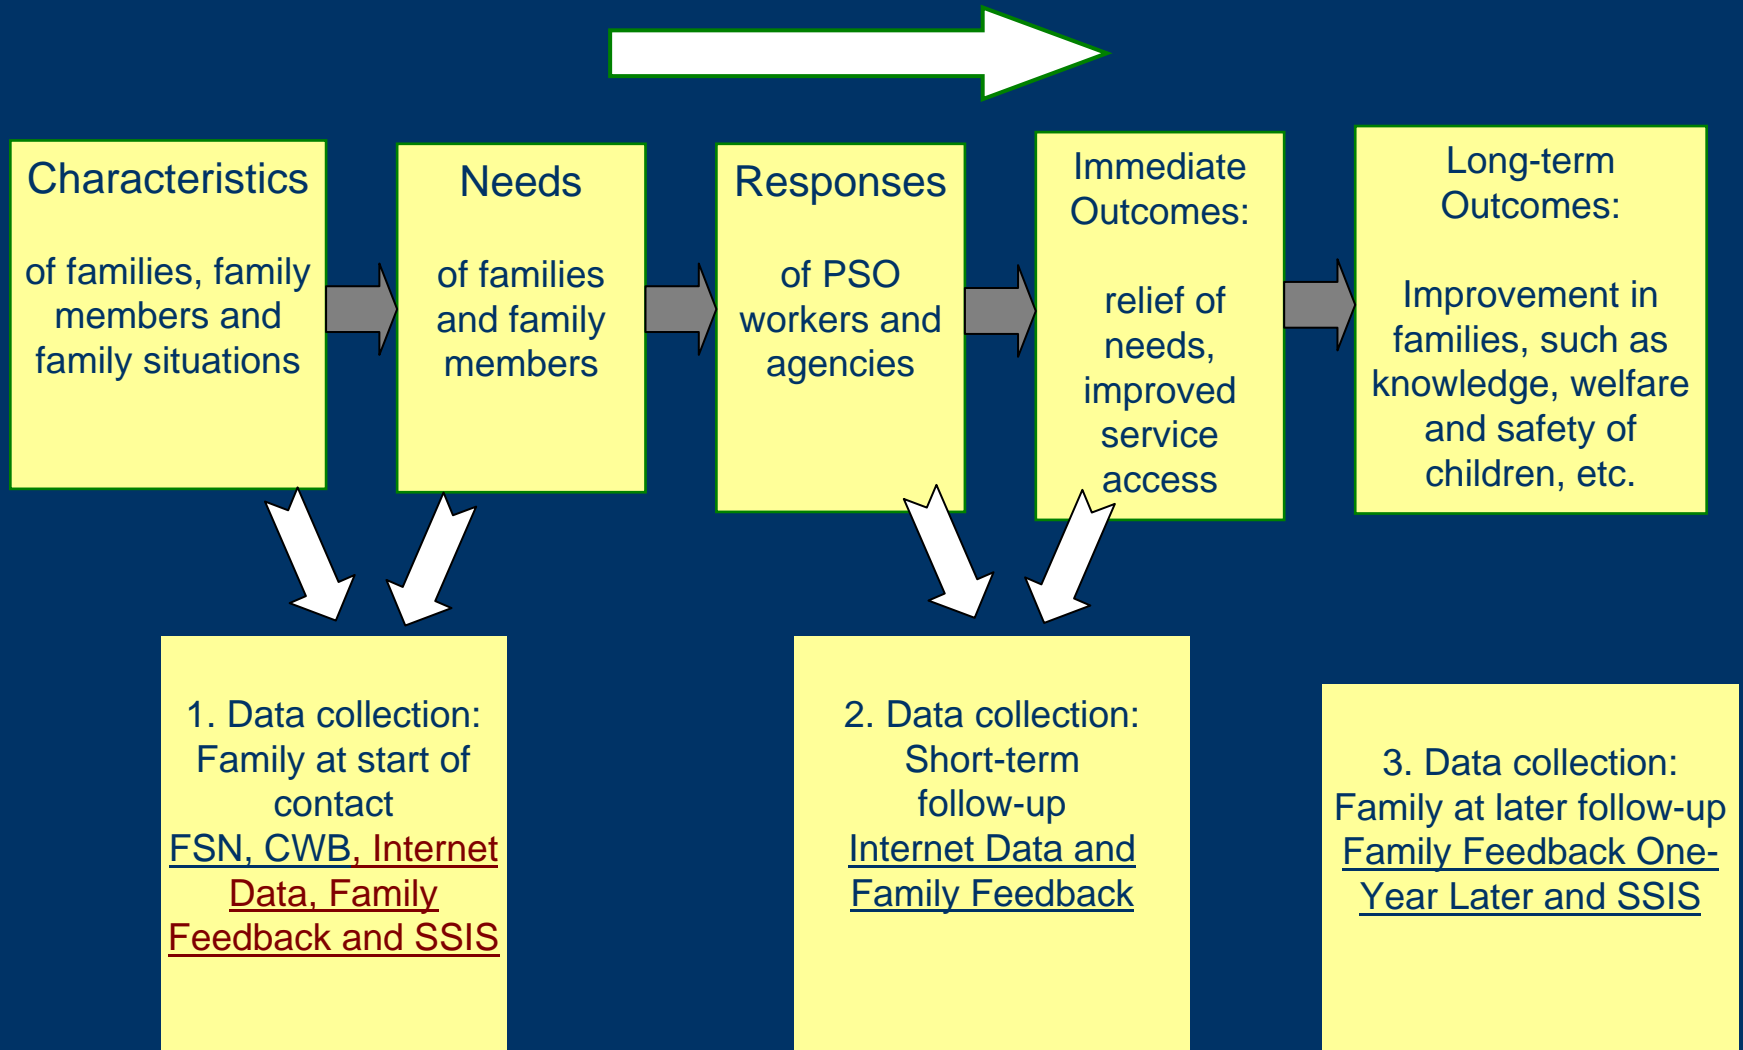 Characteristics
of families, family
members and
family situations
Needs
of families
and family
members
Responses
of PSO
workers and
agencies
Immediate
Outcomes:
relief of
needs,
improved
service
access
Long-term
Outcomes:
Improvement in
families, such as
knowledge, welfare
and safety of
children, etc.
1. Data collection:
Family at start of
contact
FSN, CWB, Internet
Data, Family
Feedback and SSIS
2. Data collection:
Short-term
follow-up
Internet Data and
Family Feedback
3. Data collection:
Family at later follow-up
Family Feedback One-
Year Later and SSIS